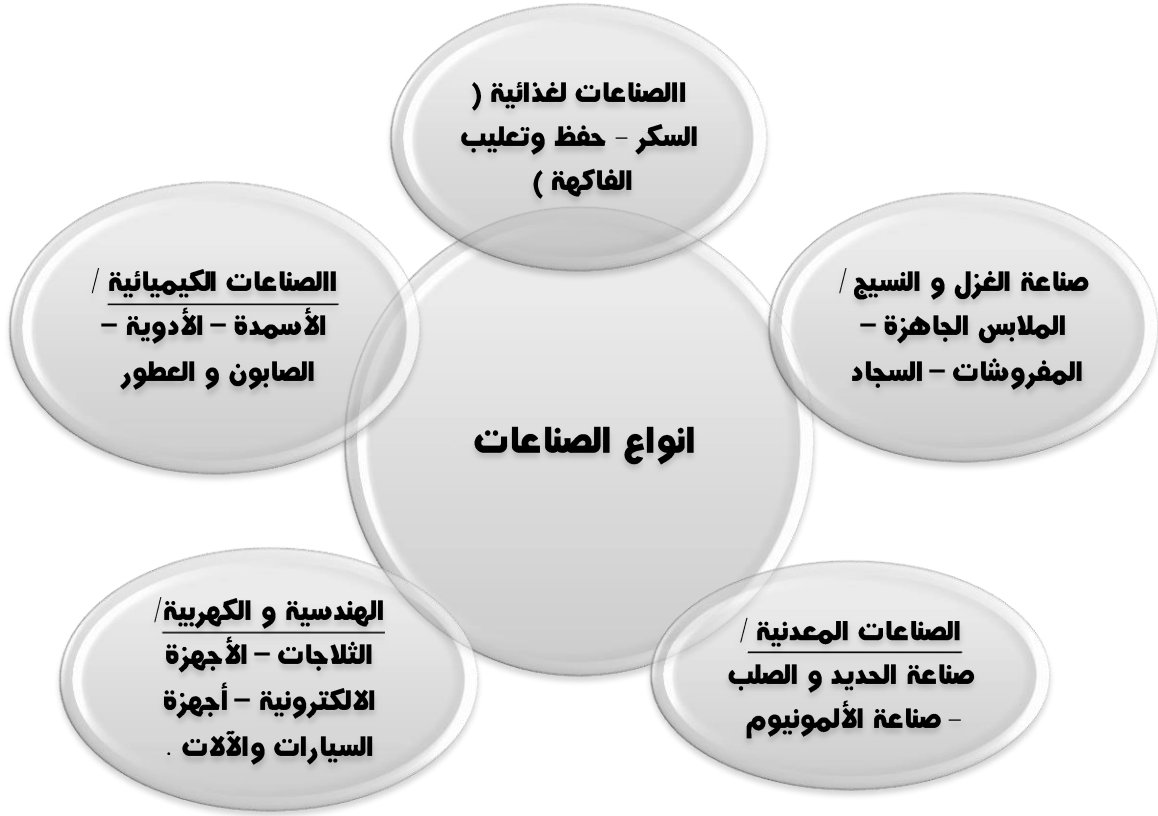 االصناعات لغذائية (
السكر – حفظ وتعليب
الفاكهة )
صناعة الغزل و النسيج /
الملابس الجاهزة –
المفروشات – السجاد
االصناعات الكيميائية /
الأسمدة – الأدوية –
الصابون و العطور
انواع الصناعات
الصناعات المعدنية /
صناعة الحديد و الصلب
– صناعة الألمونيوم
الهندسية و الكهربية/
الثلاجات – الأجهزة
الالكترونية – أجهزة
السيارات والآلات .